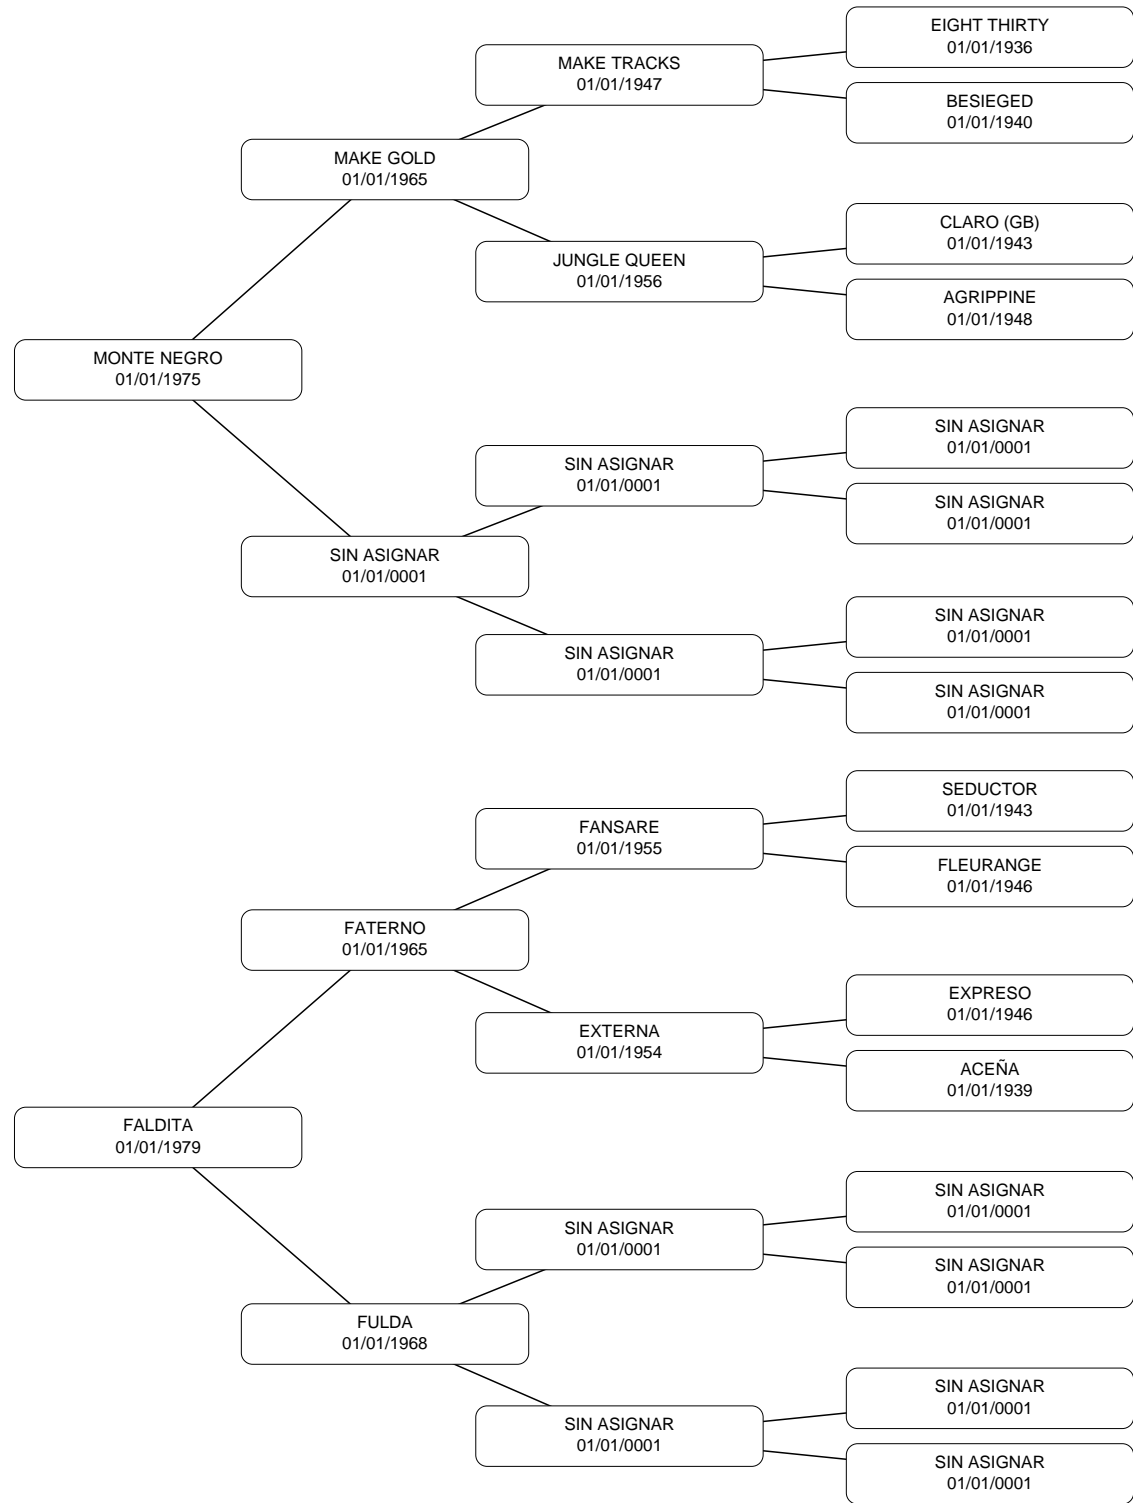 EIGHT THIRTY
01/01/1936
MAKE TRACKS
01/01/1947
BESIEGED
01/01/1940
MAKE GOLD
01/01/1965
CLARO (GB)
01/01/1943
JUNGLE QUEEN
01/01/1956
AGRIPPINE
01/01/1948
MONTE NEGRO
01/01/1975
SIN ASIGNAR
01/01/0001
SIN ASIGNAR
01/01/0001
SIN ASIGNAR
01/01/0001
SIN ASIGNAR
01/01/0001
SIN ASIGNAR
01/01/0001
SIN ASIGNAR
01/01/0001
SIN ASIGNAR
01/01/0001
SEDUCTOR
01/01/1943
FANSARE
01/01/1955
FLEURANGE
01/01/1946
FATERNO
01/01/1965
EXPRESO
01/01/1946
EXTERNA
01/01/1954
ACEÑA
01/01/1939
FALDITA
01/01/1979
SIN ASIGNAR
01/01/0001
SIN ASIGNAR
01/01/0001
SIN ASIGNAR
01/01/0001
FULDA
01/01/1968
SIN ASIGNAR
01/01/0001
SIN ASIGNAR
01/01/0001
SIN ASIGNAR
01/01/0001